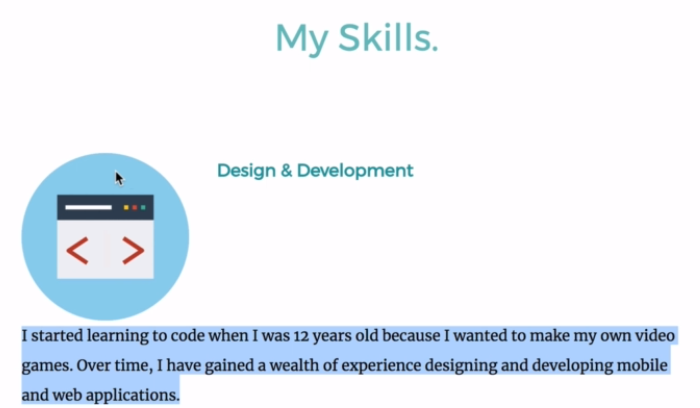 My Skills.
Design & Development
I started learning to code when I was 12 years old because I wanted to make my own video
games. Over time, I have gained a wealth of experience designing and developing mobile
and web applications.